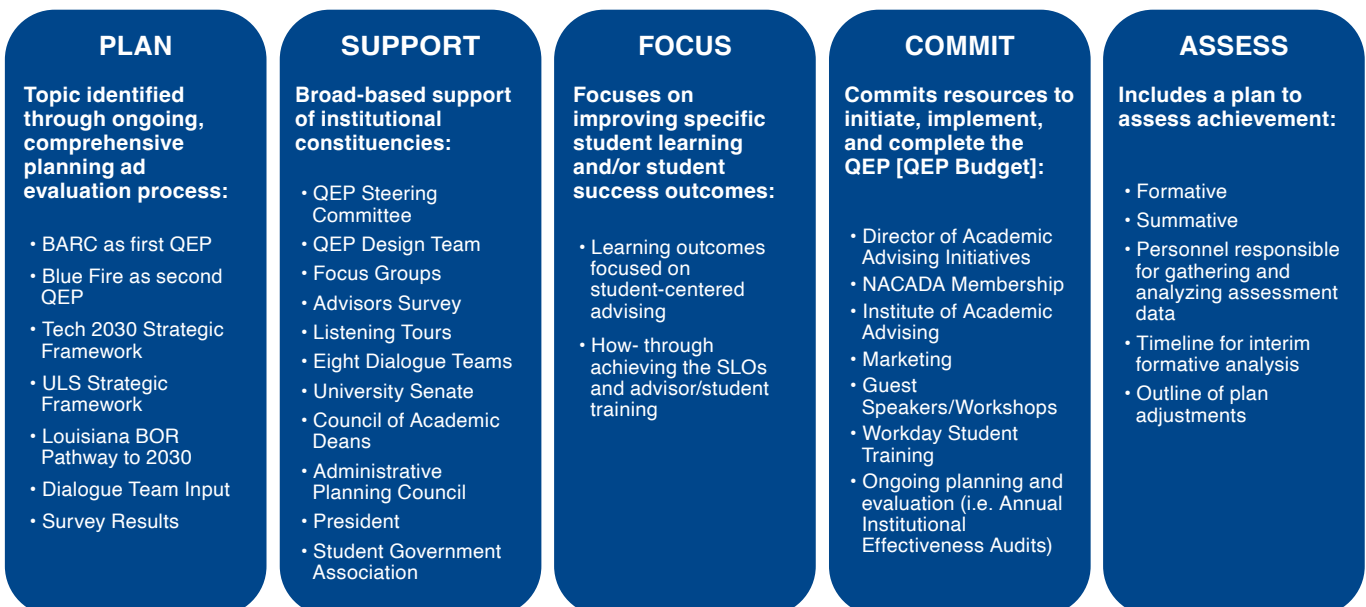 PLAN
Topic identified
through ongoing,
comprehensive
planning ad
evaluation process:
• BARC as first QEP
• Blue Fire as second
QEP
• Tech 2030 Strategic
Framework
• ULS Strategic
Framework
• Louisiana BOR
Pathway to 2030
• Dialogue Team Input
• Survey Results
SUPPORT
Broad-based support
of institutional
constituencies:
• QEP Steering
Committee
• QEP Design Team
• Focus Groups
• Advisors Survey
• Listening Tours
• Eight Dialogue Teams
• University Senate
• Council of Academic
Deans
• Administrative
Planning Council
• President
• Student Government
Association
FOCUS
Focuses on
improving specific
student learning
and/or student
success outcomes:
• Learning outcomes
focused on
student-centered
advising
• How- through
achieving the SLOs
and advisor/student
training
COMMIT
Commits resources to
initiate, implement,
and complete the
QEP [QEP Budget]:
• Director of Academic
Advising Initiatives
• NACADA Membership
• Institute of Academic
Advising
• Marketing
• Guest
Speakers/Workshops
• Workday Student
Training
• Ongoing planning and
evaluation (i.e. Annual
Institutional
Effectiveness Audits)
ASSESS
Includes a plan to
assess achievement:
• Formative
• Summative
• Personnel responsible
for gathering and
analyzing assessment
data
• Timeline for interim
formative analysis
• Outline of plan
adjustments